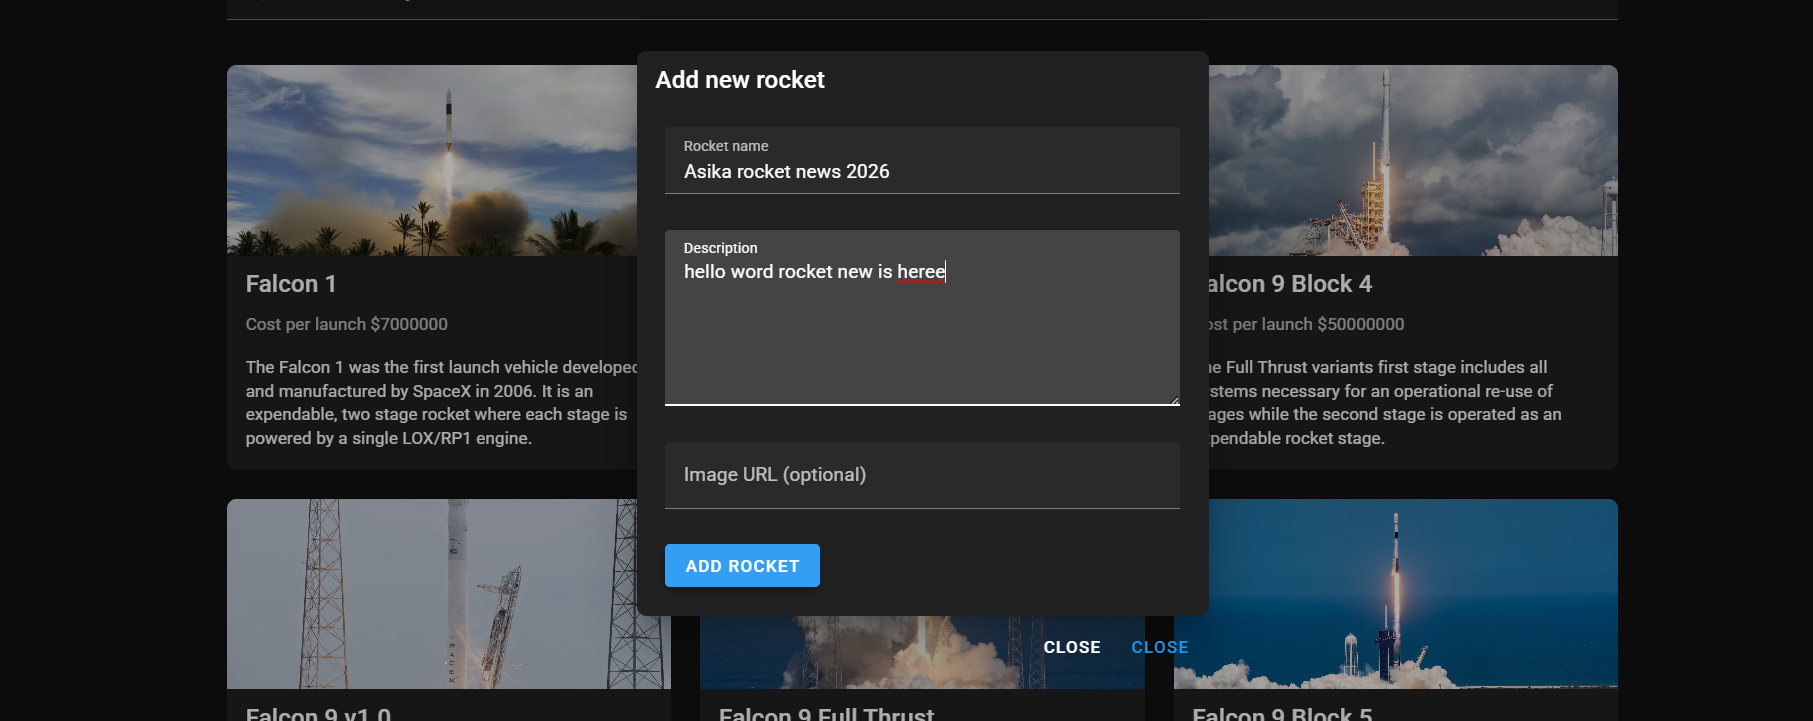 Add new rocket
Rocket name
Asika rocket news 2026
Description
hello word rocket new is heree
Image URL (optional)
ADD ROCKET
CLOSE
CLOSE
Falcon 1
Cost per launch $7000000
The Falcon 1 was the first launch vehicle developed
and manufactured by SpaceX in 2006. It is an
expendable, two stage rocket where each stage is
powered by a single LOX/RP1 engine.
alcon 9 Block 4
ost per launch $50000000
e Full Thrust variants first stage includes all
stems necessary for an operational re-use of
ages while the second stage is operated as an
pendable rocket stage.
Falcon 9 v1.0
Falcon 9 Full Thrust
Falcon 9 Block 5